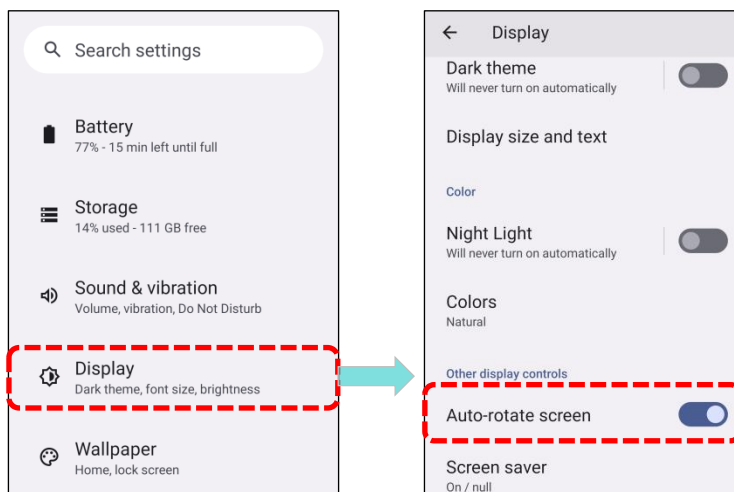 Search settings
Battery
77% - 15 min left until full
Storage
14% used - 111 GB free
Sound & vibration
Volume, vibration, Do Not Disturb
Display
Dark theme, font size, brightness
Wallpaper
Home, lock screen
Display
Dark theme
Will never turn on automatically
Display size and text
Color
Night Light
Will never turn on automatically
Colors
Natural
Other display controls
Auto-rotate screen
Screen saver
On / null